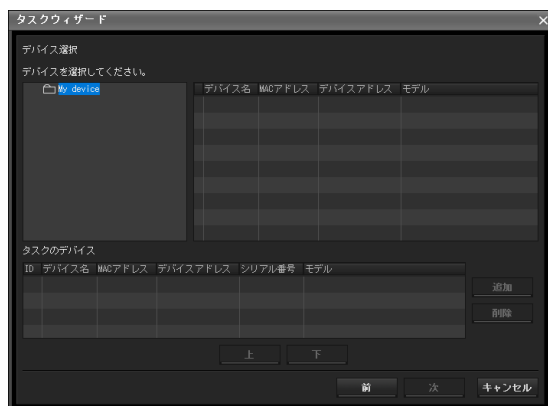 タスクウィザード
デバイス選択
デバイスを選択してください。
My device
デバイス名 MACアドレス デバイスアドレス モデル
タスクのデバイス
ID デバイス名 MACアドレス デバイスアドレス シリアル番号 モデル
追加
削除
上 下
前 次 キャンセル